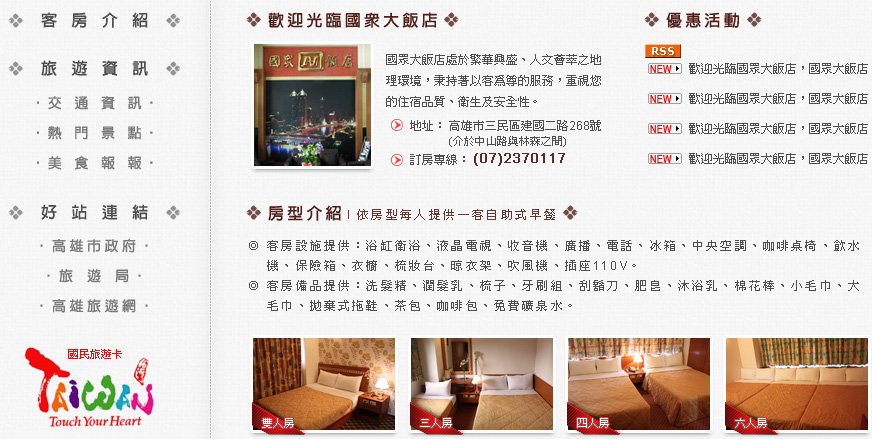 客房介紹
旅遊資訊
·交通資訊·
·熱門景點·
·美食報報·
好站連結
·高雄市政府·
·旅遊局·
·高雄旅遊網·
國民旅遊卡
TAIWAN
Touch Your Heart
歡迎光臨國眾大飯店
國眾 飯店
國眾大飯店處於繁華興盛、人文薈萃之地
理環境，秉持著以客為尊的服務，重視您
的住宿品質、衛生及安全性。
地址： 高雄市三民區建國二路268號
(介於中山路與林森之間)
訂房專線： (07)2370117
優惠活動
RSS
NEW 歡迎光臨國眾大飯店，國眾大飯店
NEW 歡迎光臨國眾大飯店，國眾大飯店
NEW 歡迎光臨國眾大飯店，國眾大飯店
NEW 歡迎光臨國眾大飯店，國眾大飯店
房型介紹 | 依房型每人提供一客自助式早餐
◎ 客房設施提供：浴缸衛浴、液晶電視、收音機、廣播、電話、冰箱、中央空調、咖啡桌椅、飲水
機、保險箱、衣櫥、梳妝台、晾衣架、吹風機、插座110V。
◎ 客房備品提供：洗髮精、潤髮乳、梳子、牙刷組、刮鬍刀、肥皂、沐浴乳、棉花棒、小毛巾、大
毛巾、拋棄式拖鞋、茶包、咖啡包、免費礦泉水。
雙人房
三人房
四人房
六人房